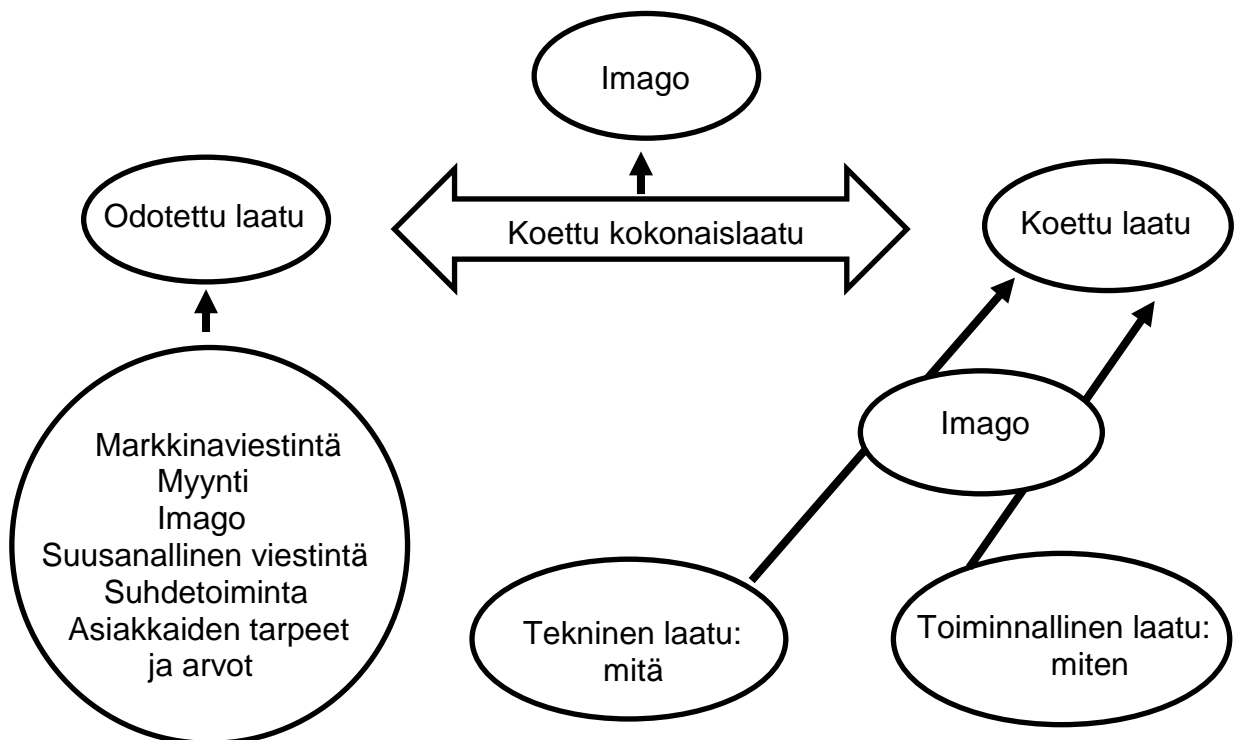 Imago
Odotettu laatu
Koettu kokonaislaatu
Koettu laatu
Markkinaviestintä
Myynti
Imago
Suusanallinen viestintä
Suhdetoiminta
Asiakkaiden tarpeet
ja arvot
Imago
Tekninen laatu:
mitä
Toiminnallinen laatu:
miten